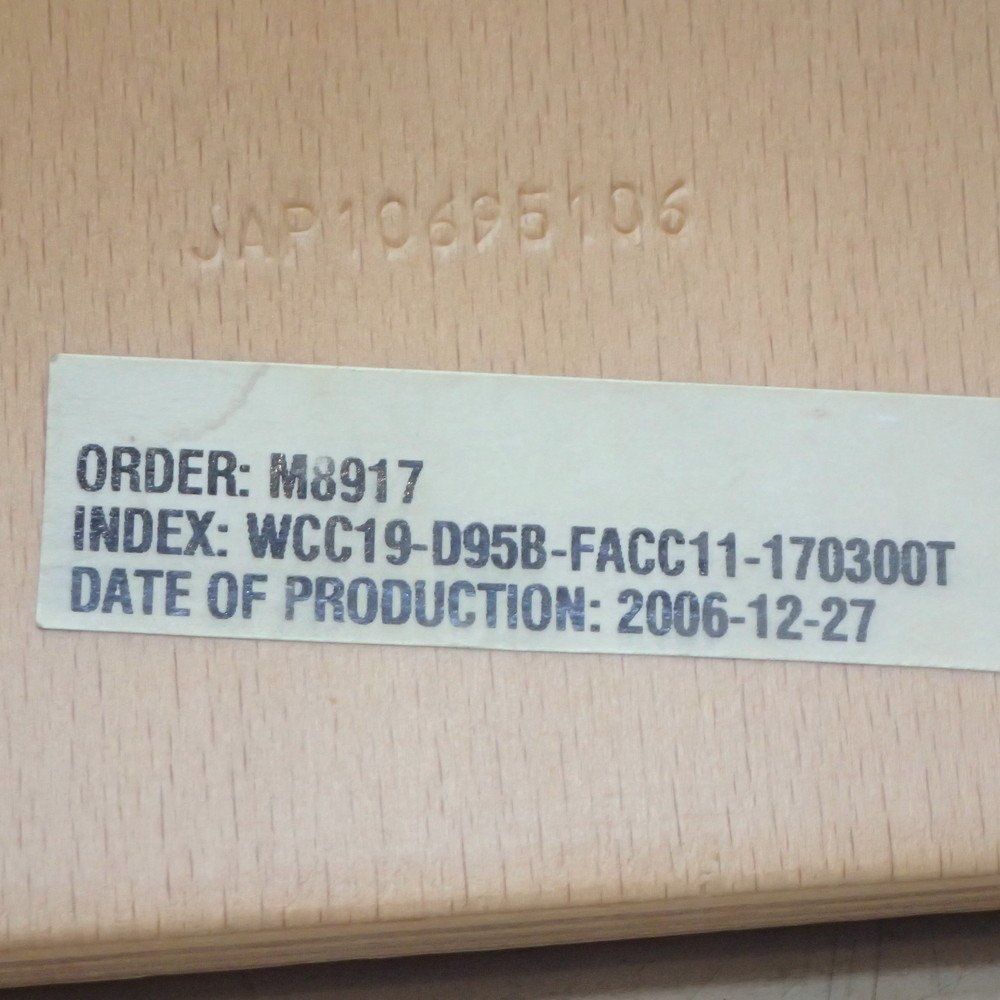 JAP10695106
ORDER: M8917
INDEX: WCC19-D95B-FACC11-170300T
DATE OF PRODUCTION: 2006-12-27